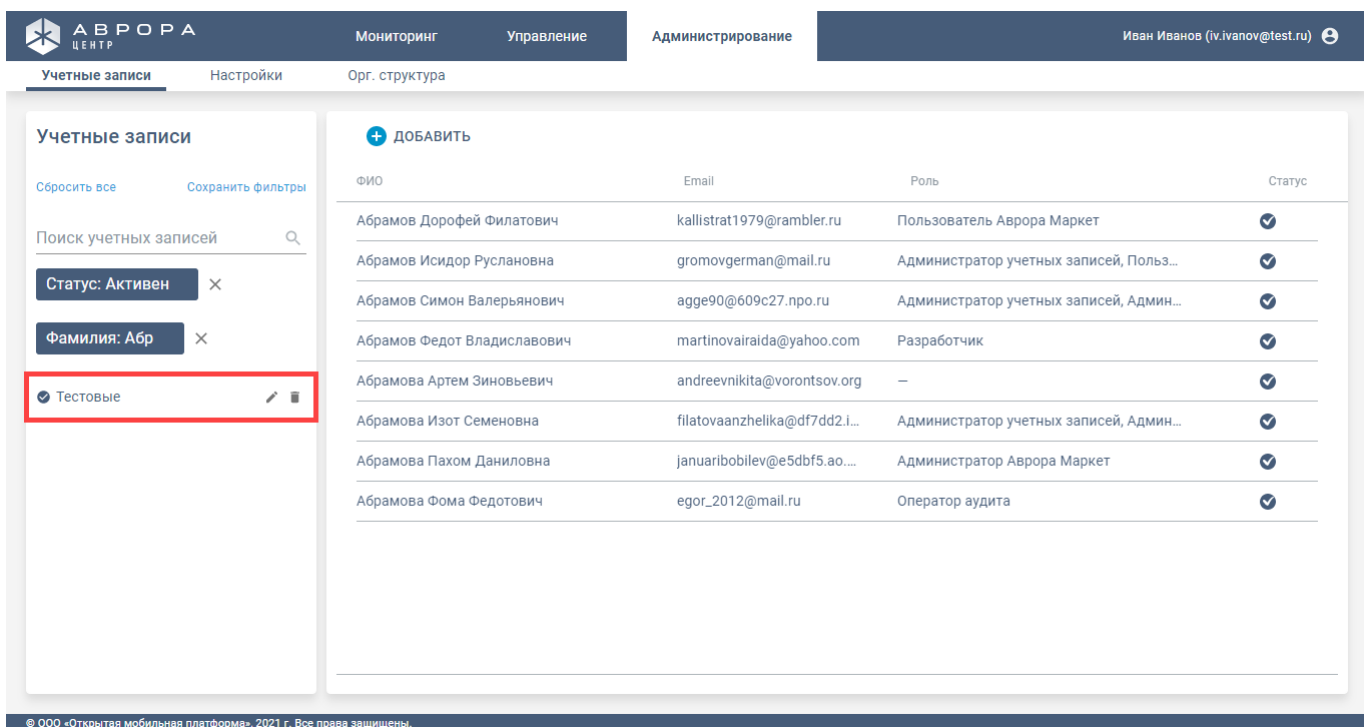 АВРОРА
ЦЕНТР
Мониторинг Управление Администрирование Иван Иванов (iv.ivanov@test.ru)
Учетные записи Настройки Орг. структура
Учетные записи
Сбросить все Сохранить фильтры
Поиск учетных записей
Статус: Активен
Фамилия: Абр
Тестовые
ДОБАВИТЬ
ФИО Email Роль Статус
Абрамов Дорофей Филатович kallistrat1979@rambler.ru Пользователь Аврора Маркет
Абрамов Исидор Руслановна gromovgerman@mail.ru Администратор учетных записей, Польз...
Абрамов Симон Валерьянович agge90@609c27.npo.ru Администратор учетных записей, Админ...
Абрамов Федот Владиславович martinovairaida@yahoo.com Разработчик
Абрамова Артем Зиновьевич andreevnikita@vorontsov.org —
Абрамова Изот Семеновна filatovaanzhelika@df7dd2.i... Администратор учетных записей, Админ...
Абрамова Пахом Даниловна januaribobilev@e5dbf5.ao.... Администратор Аврора Маркет
Абрамова Фома Федотович egor_2012@mail.ru Оператор аудита
© ООО «Открытая мобильная платформа», 2021 г. Все права защищены.